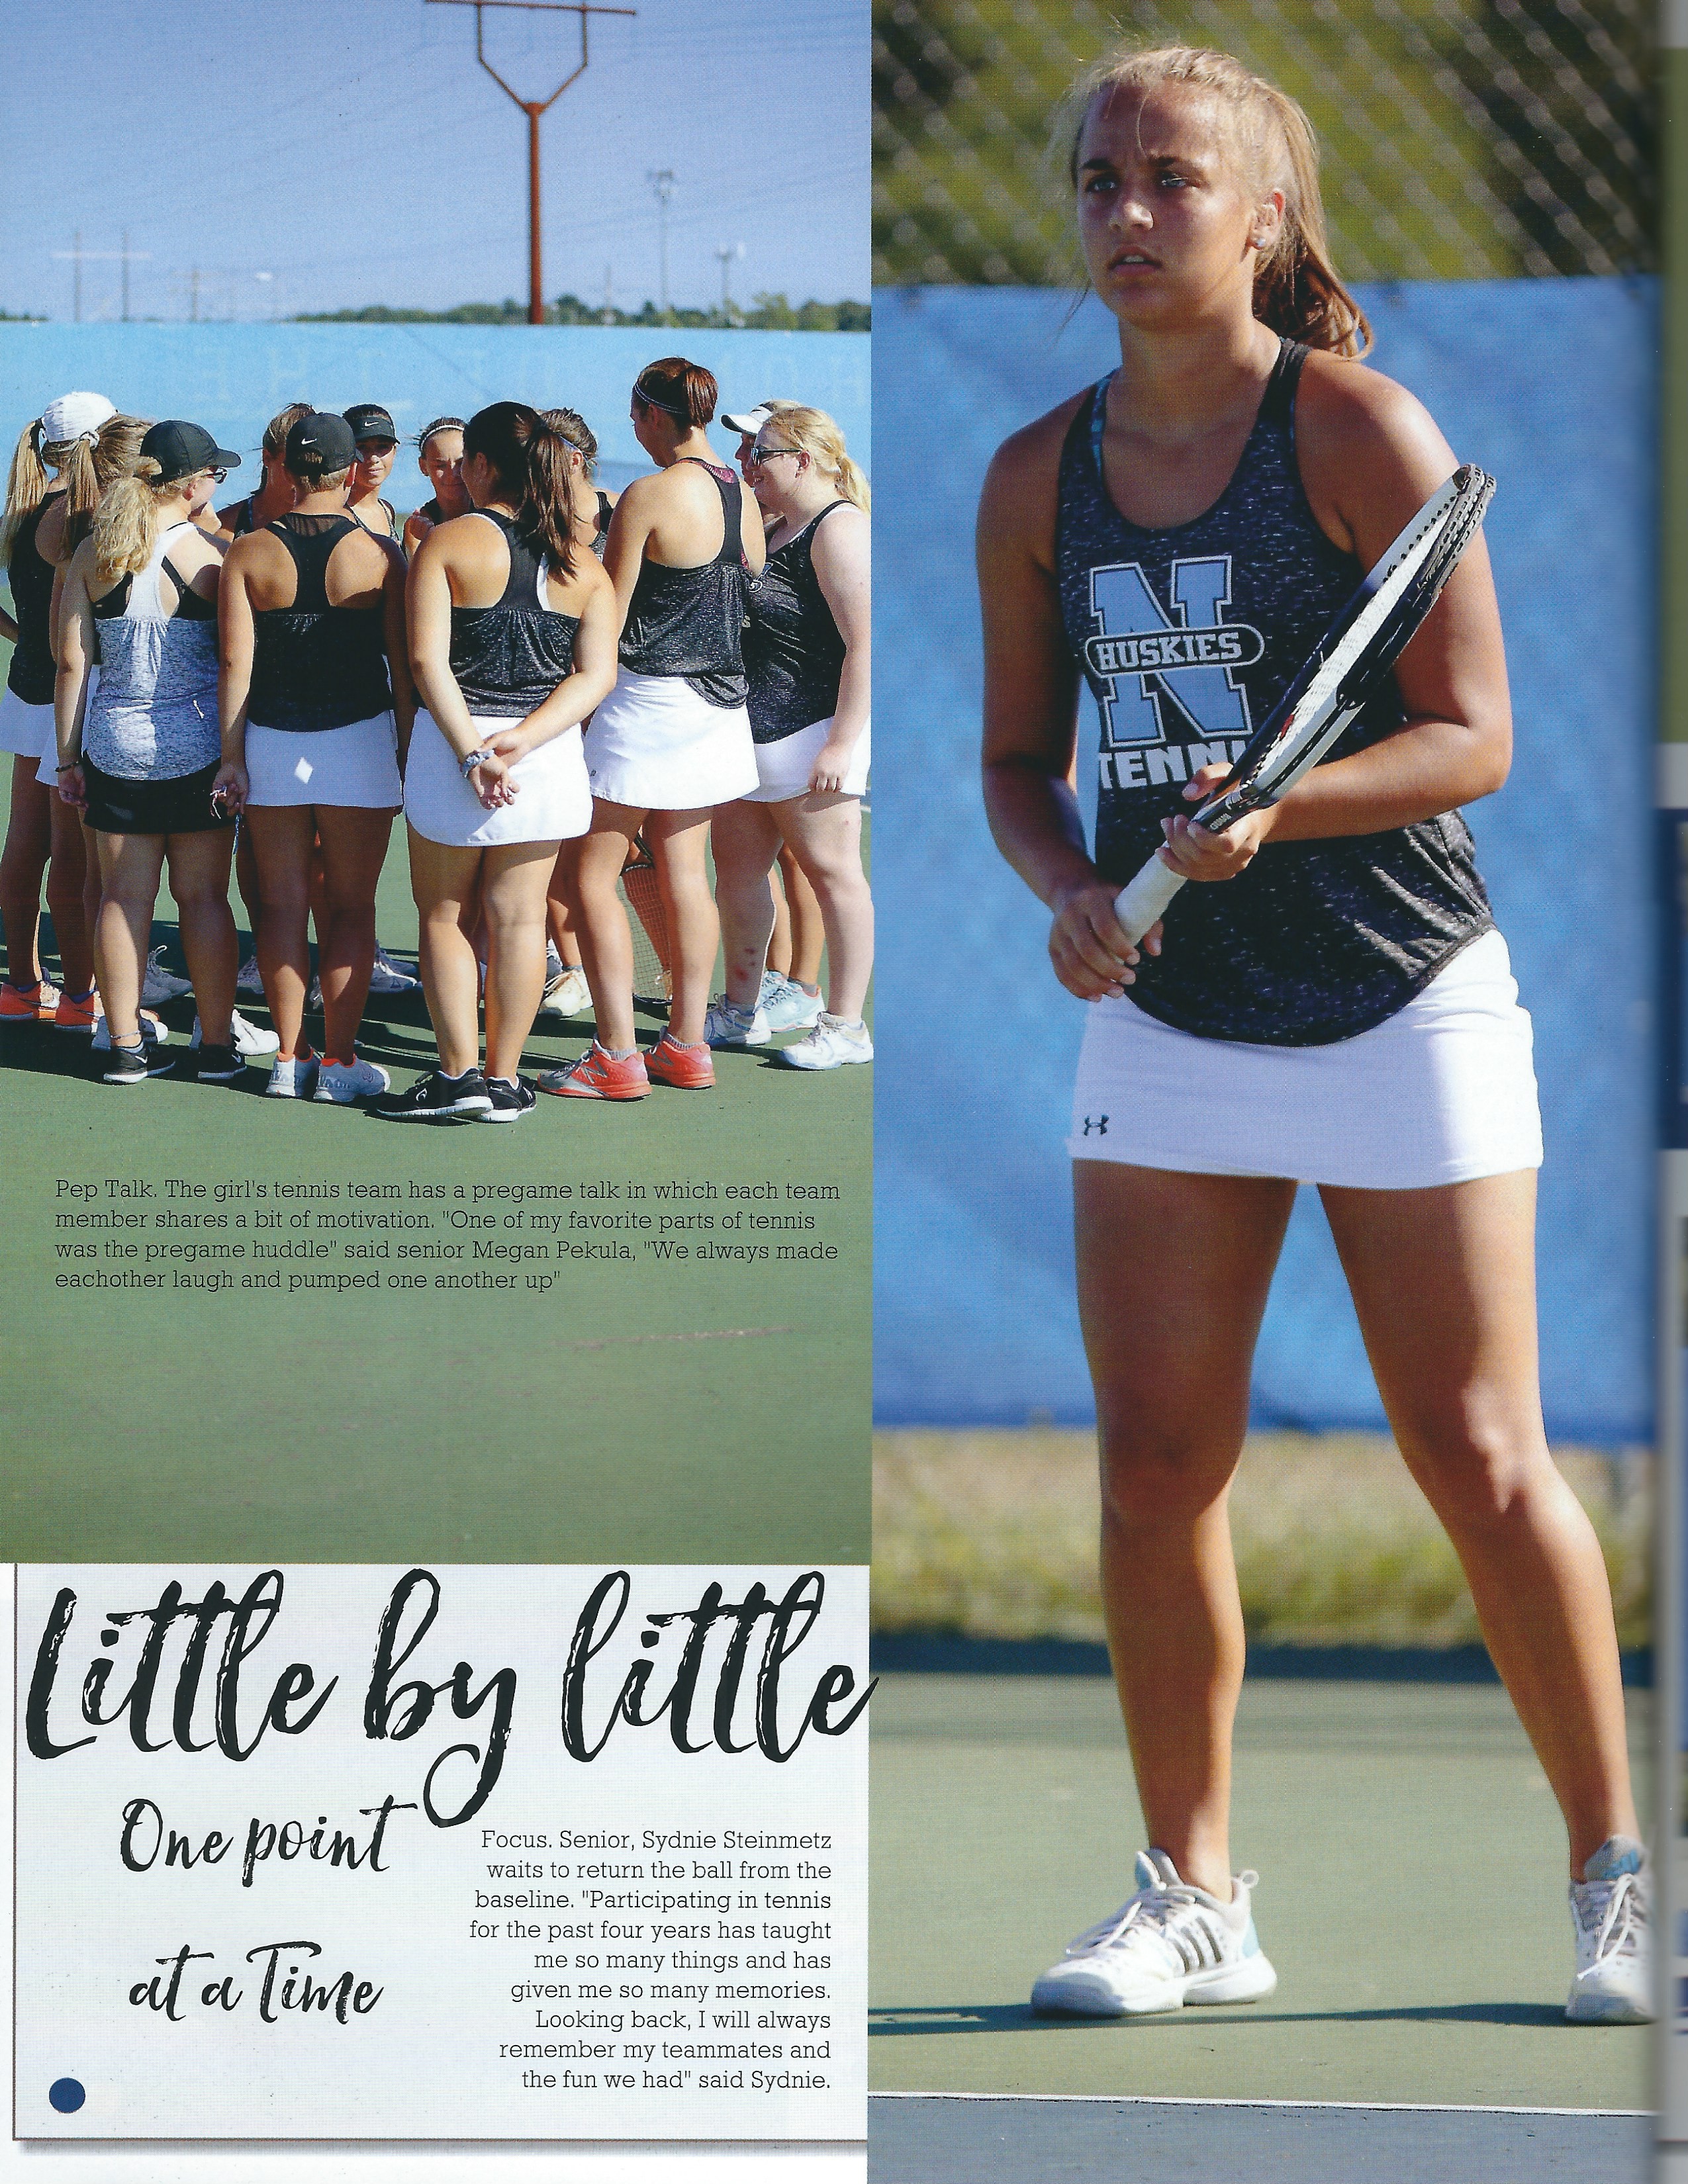 HUSKIES
N
TENNI
Pep Talk. The girl's tennis team has a pregame talk in which each team
member shares a bit of motivation. "One of my favorite parts of tennis
was the pregame huddle" said senior Megan Pekula, "We always made
eachother laugh and pumped one another up"
Little by little
One point
at a Time
Focus. Senior, Sydnie Steinmetz
waits to return the ball from the
baseline. "Participating in tennis
for the past four years has taught
me so many things and has
given me so many memories.
Looking back, I will always
remember my teammates and
the fun we had" said Sydnie.